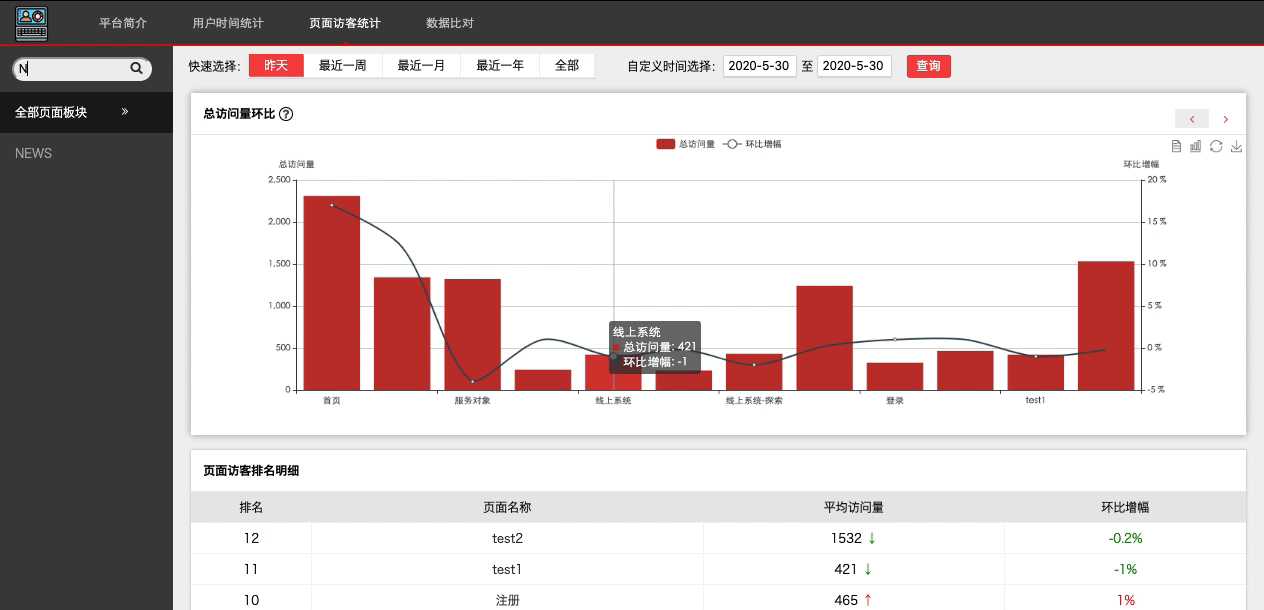 平台简介 用户时间统计 页面访客统计 数据比对
N
快速选择: 昨天 最近一周 最近一月 最近一年 全部 自定义时间选择: 2020-5-30 至 2020-5-30 查询
全部页面板块 »
NEWS
总访问量环比 ?
总访问量 环比增幅
总访问量 环比增幅
2,500 20 %
2,000 15 %
1,500 10 %
1,000 5 %
500 0 %
0 -5 %
线上系统
总访问量: 421
环比增幅: -1
首页 服务对象 线上系统 线上系统-探索 登录 test1
页面访客排名明细
排名 页面名称 平均访问量 环比增幅
12 test2 1532 ↓ -0.2%
11 test1 421 ↓ -1%
10 注册 465 ↑ 1%